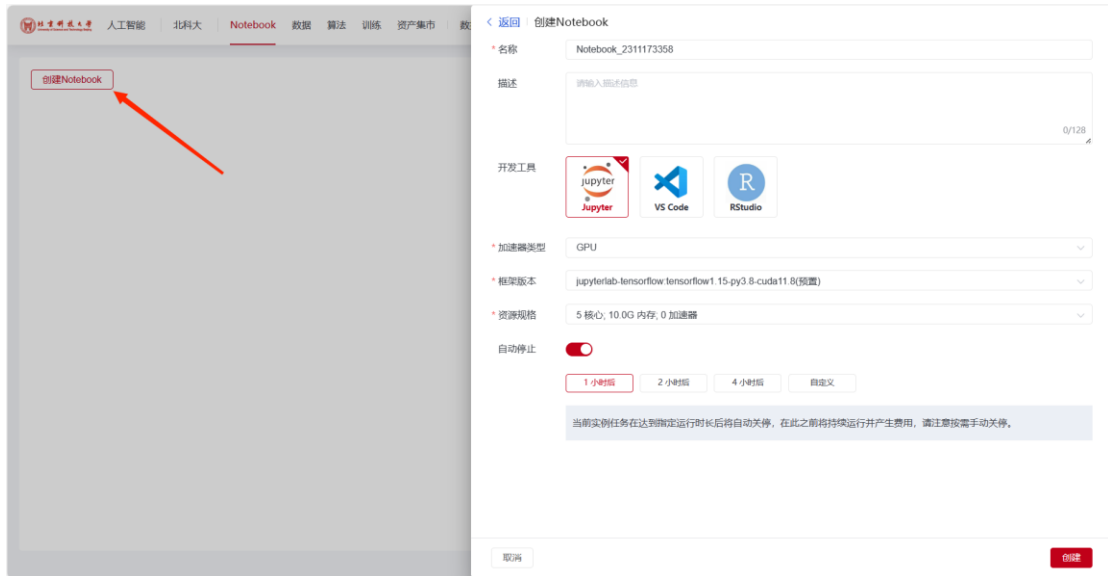 北京科技大学 人工智能 北科大 Notebook 数据 算法 训练 资产集市 数
创建Notebook
返回 创建Notebook
* 名称 Notebook_2311173358
描述 请输入描述信息
0/128
开发工具
jupyter
Jupyter VS Code R RStudio
* 加速器类型 GPU
* 框架版本 jupyterlab-tensorflow:tensorflow1.15-py3.8-cuda11.8(预置)
* 资源规格 5 核心; 10.0G 内存; 0 加速器
自动停止
1 小时后 2 小时后 4 小时后 自定义
当前实例任务在达到指定运行时长后将自动关停，在此之前将持续运行并产生费用，请注意按需手动关停。
取消 创建